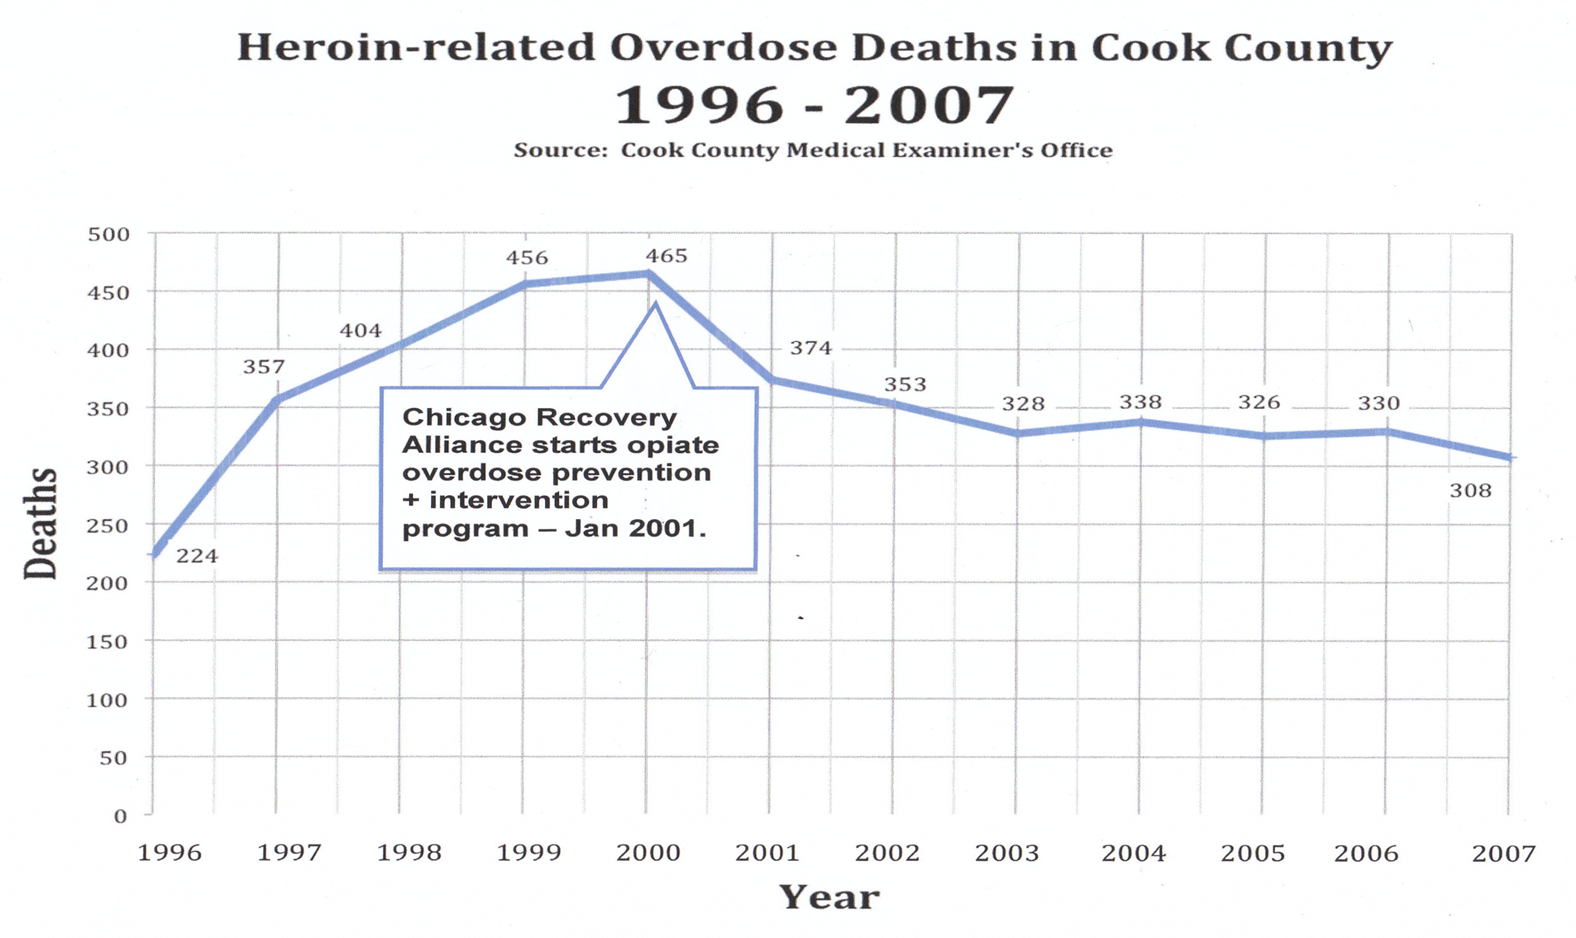 Heroin-related Overdose Deaths in Cook County
1996 - 2007
Source:  Cook County Medical Examiner's Office
500
450
400
350
300
250
200
150
100
50
0
Deaths
224
357
404
456
465
374
353
328
338
326
330
308
Chicago Recovery
Alliance starts opiate
overdose prevention
+ intervention
program – Jan 2001.
1996 1997 1998 1999 2000 2001 2002 2003 2004 2005 2006 2007
Year